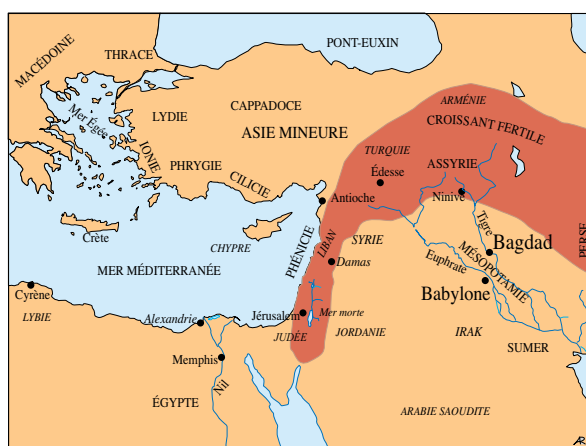 PONT-EUXIN
MACÉDOINE
THRACE
ARMÉNIE
CROISSANT FERTILE
CAPPADOCE
LYDIE
Mer Égée
ASIE MINEURE
IONIE
TURQUIE
Édesse
ASSYRIE
PHRYGIE
CILICIE
Antioche
Ninive
Tigre
PERSE
Crète
CHYPRE
PHÉNICIE
LIBAN
SYRIE
Bagdad
MÉSOPOTAMIE
MER MÉDITERRANÉE
Damas
Euphrate
Babylone
Cyrène
LYBIE
Alexandrie
Jérusalem
Mer morte
JUDÉE
JORDANIE
IRAK
SUMER
Memphis
Nil
ÉGYPTE
ARABIE SAOUDITE